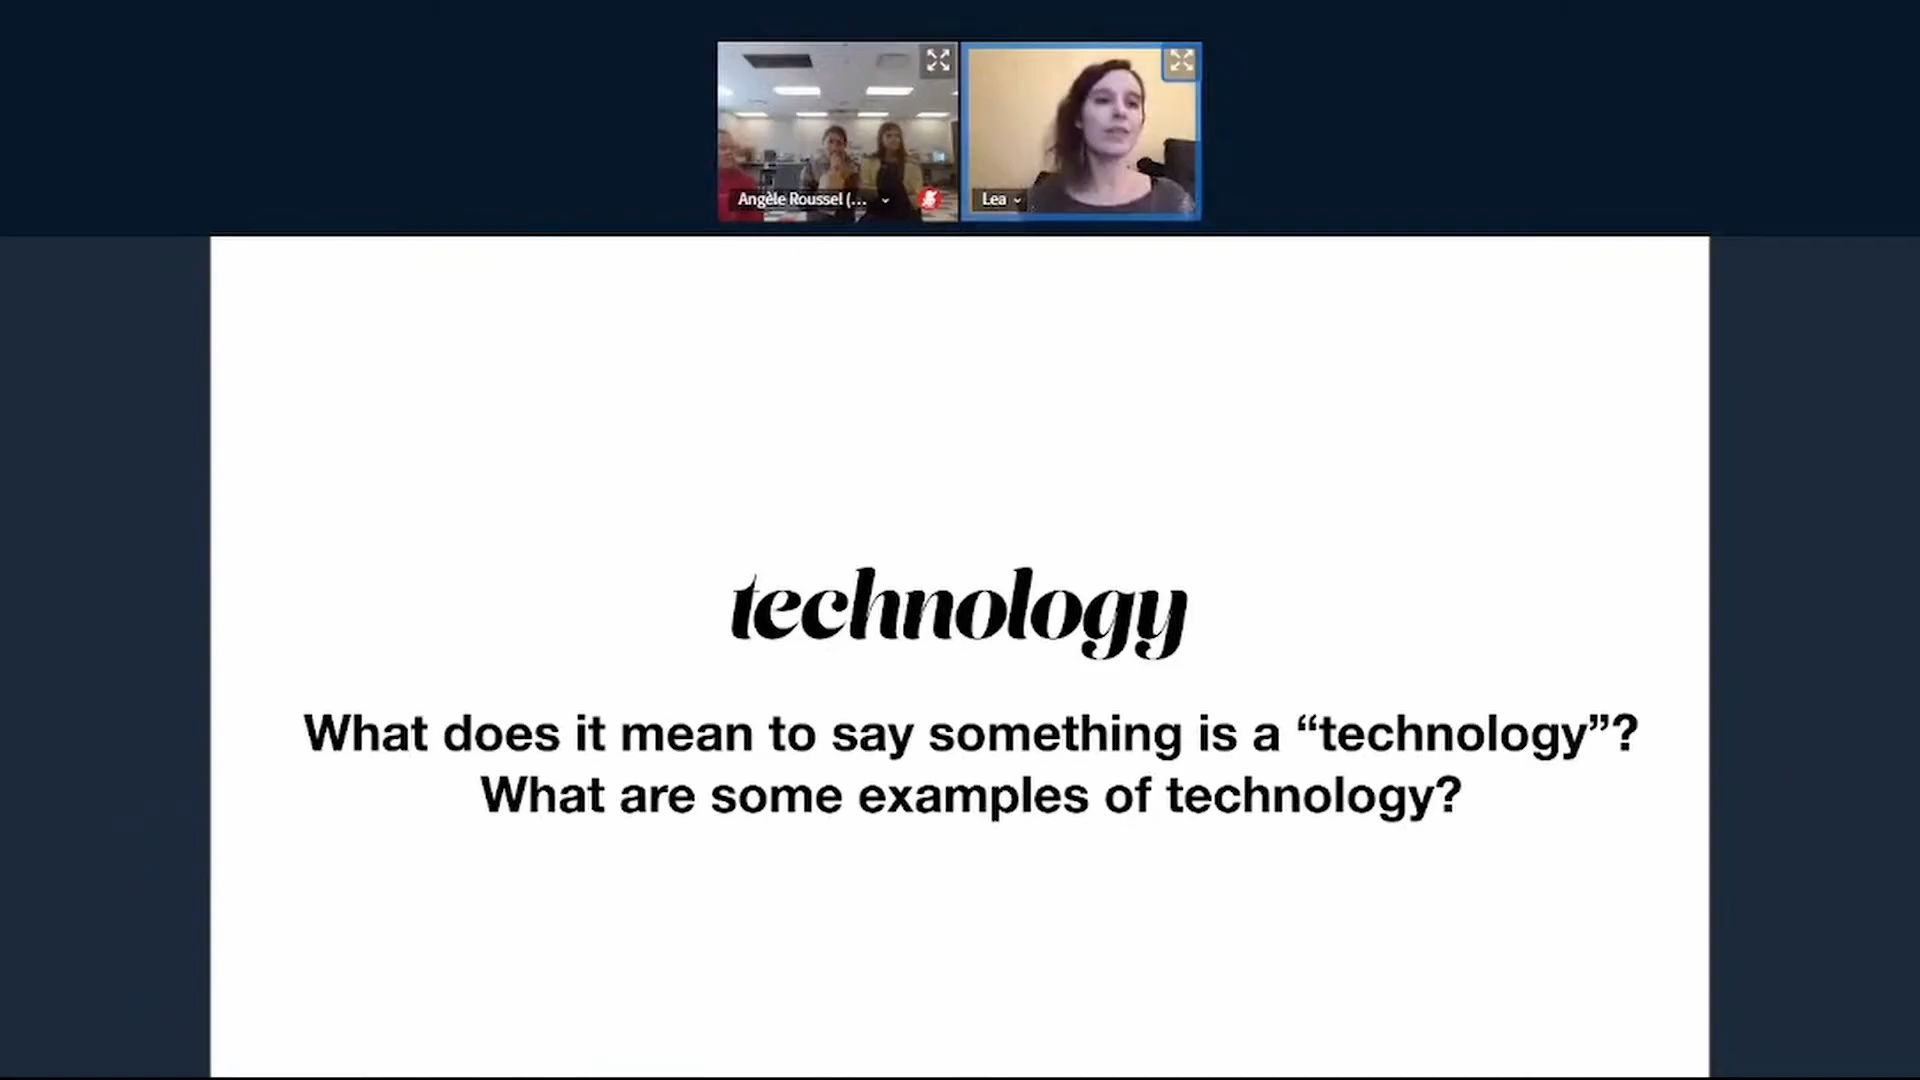 Angèle Roussel (...
Lea
technology
What does it mean to say something is a “technology”?
What are some examples of technology?